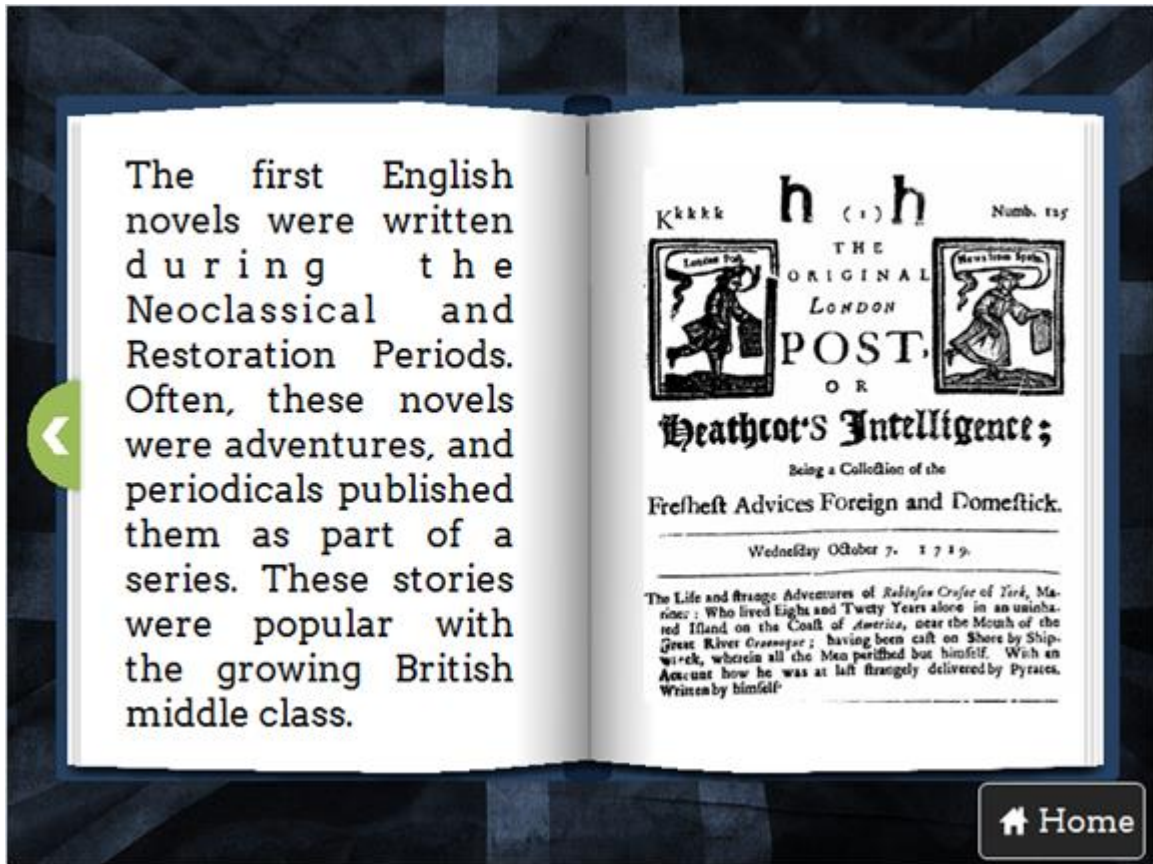 The first English
novels were written
during the
Neoclassical and
Restoration Periods.
Often, these novels
were adventures, and
periodicals published
them as part of a
series. These stories
were popular with
the growing British
middle class.
Kkkkk h (1) h Numb. 125
London Post.
News from Spain.
THE
ORIGINAL
LONDON
POST,
OR
Heathcot's Intelligence;
Being a Collection of the
Freſheſt Advices Foreign and Domeſtick.
Wedneſday October 7. 1719.
The Life and ſtrange Adventures of Robinſon Cruſoe of York, Ma-
riner: Who lived Eight and Twety Years alone in an uninha-
red Iſland on the Coaſt of America, near the Mouth of the
Great River Oroonoque; having been caſt on Shore by Ship-
wreck, wherein all the Men periſhed but himſelf. With an
Account how he was at laſt ſtrangely delivered by Pyrates.
Written by himſelf
Home